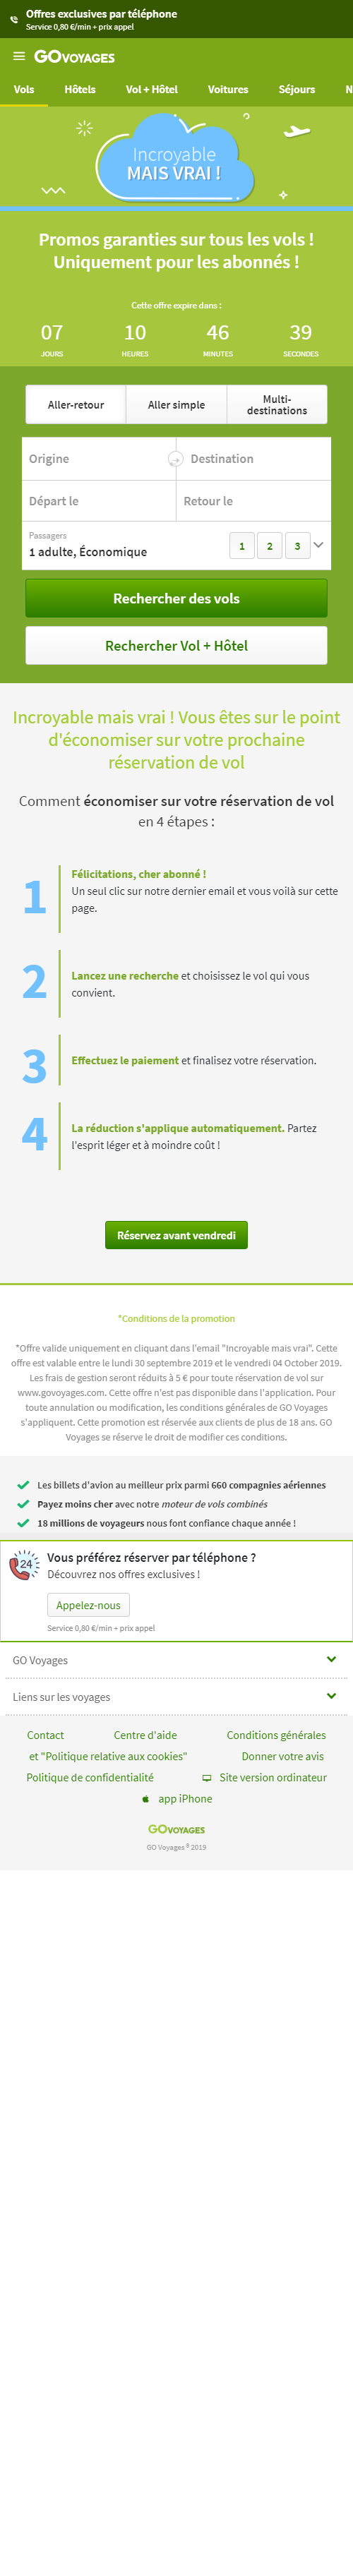 Offres exclusives par téléphone
Service 0,80 €/min + prix appel
GO VOYAGES
Vols Hôtels Vol + Hôtel Voitures Séjours N
Incroyable
MAIS VRAI !
Promos garanties sur tous les vols !
Uniquement pour les abonnés !
Cette offre expire dans :
07 10 46 39
JOURS HEURES MINUTES SECONDES
Aller-retour Aller simple Multi-
destinations
Origine Destination
Départ le Retour le
Passagers
1 adulte, Économique 1 2 3
Rechercher des vols
Rechercher Vol + Hôtel
Incroyable mais vrai ! Vous êtes sur le point
d'économiser sur votre prochaine
réservation de vol
Comment économiser sur votre réservation de vol
en 4 étapes :
1
Félicitations, cher abonné !
Un seul clic sur notre dernier email et vous voilà sur cette
page.
2
Lancez une recherche et choisissez le vol qui vous
convient.
3
Effectuez le paiement et finalisez votre réservation.
4
La réduction s'applique automatiquement. Partez
l'esprit léger et à moindre coût !
Réservez avant vendredi
*Conditions de la promotion
*Offre valide uniquement en cliquant dans l'email "Incroyable mais vrai". Cette
offre est valable entre le lundi 30 septembre 2019 et le vendredi 04 October 2019.
Les frais de gestion seront réduits à 5 € pour toute réservation de vol sur
www.govoyages.com. Cette offre n'est pas disponible dans l'application. Pour
toute annulation ou modification, les conditions générales de GO Voyages
s'appliquent. Cette promotion est réservée aux clients de plus de 18 ans. GO
Voyages se réserve le droit de modifier ces conditions.
Les billets d'avion au meilleur prix parmi 660 compagnies aériennes
Payez moins cher avec notre moteur de vols combinés
18 millions de voyageurs nous font confiance chaque année !
24
Vous préférez réserver par téléphone ?
Découvrez nos offres exclusives !
Appelez-nous
Service 0,80 €/min + prix appel
GO Voyages
Liens sur les voyages
Contact Centre d'aide Conditions générales
et "Politique relative aux cookies" Donner votre avis
Politique de confidentialité Site version ordinateur
app iPhone
GO VOYAGES
GO Voyages ® 2019